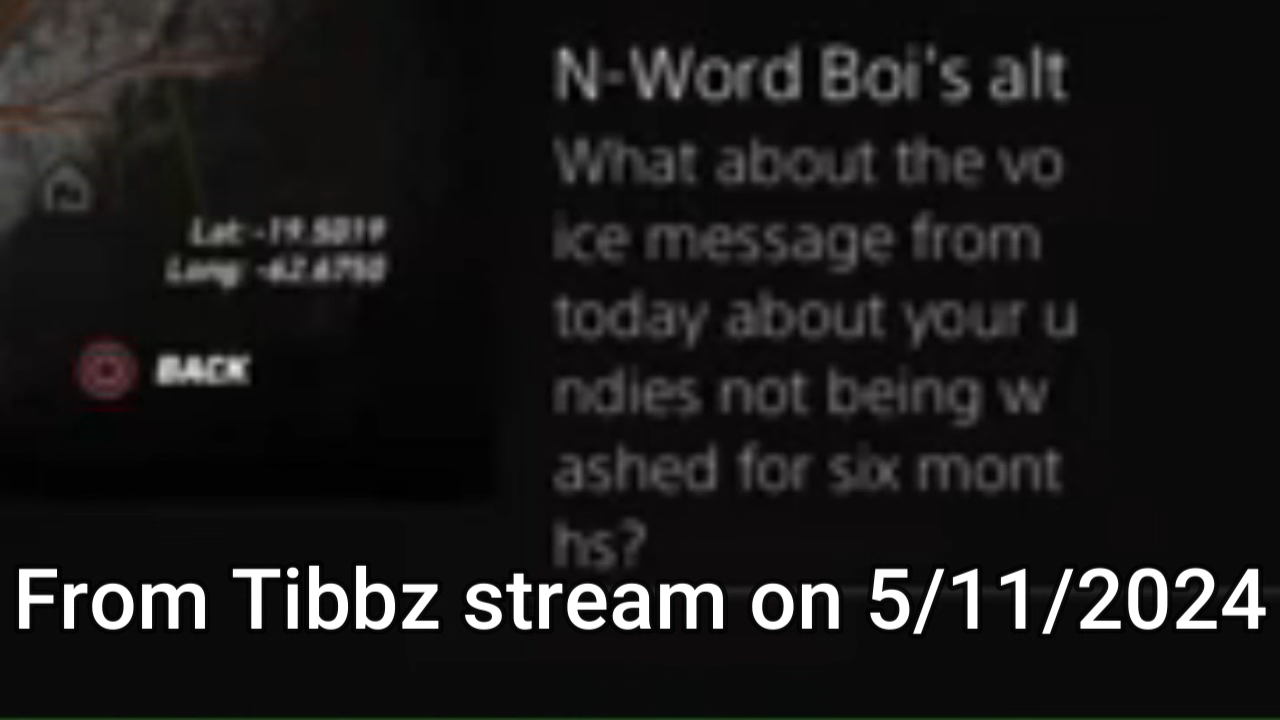 N-Word Boi's alt
What about the vo
ice message from
today about your u
ndies not being w
ashed for six mont
hs?
Lat: -19.5019
Long: -62.6750
BACK
From Tibbz stream on 5/11/2024